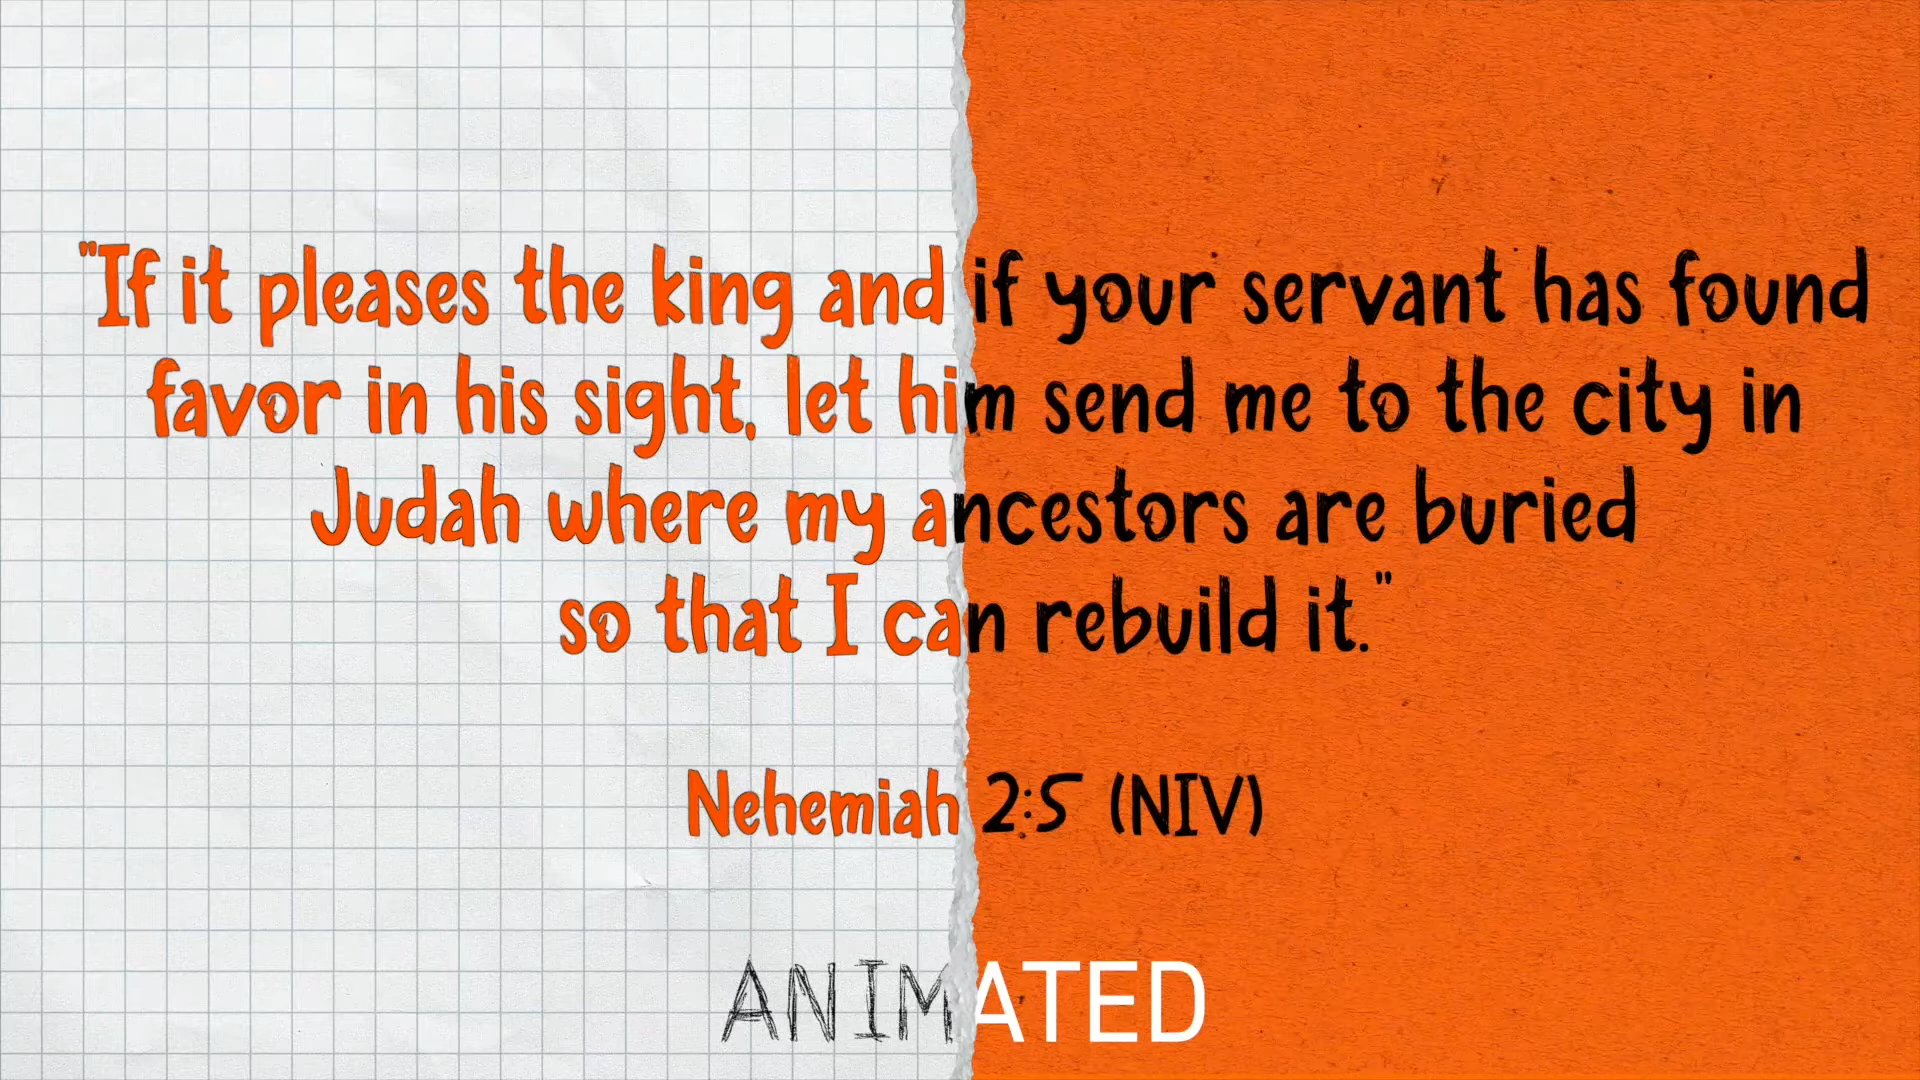 "If it pleases the king and if your servant has found
favor in his sight, let him send me to the city in
Judah where my ancestors are buried
so that I can rebuild it."
Nehemiah 2:5 (NIV)
ANIMATED